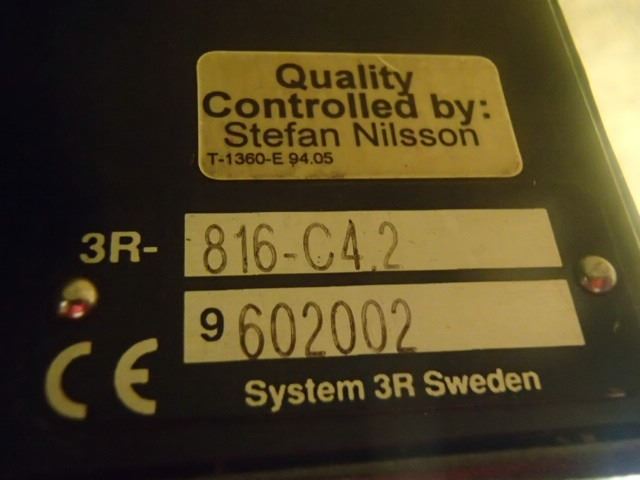 Quality
Controlled by:
Stefan Nilsson
T-1360-E 94.05
3R- 816-C4.2
9 602002
CE
System 3R Sweden